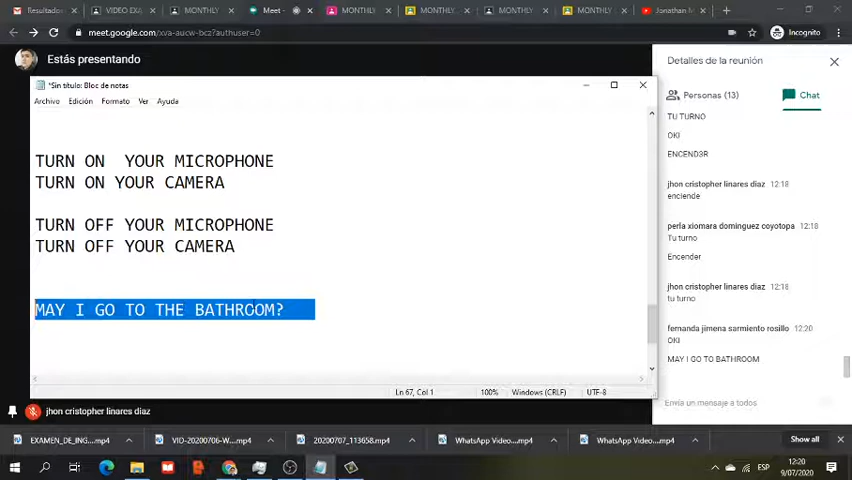 Resultados
VIDEO EXA
MONTHLY
Meet -
MONTHLY
MONTHLY
MONTHLY
MONTHLY
Jonathan M
meet.google.com/xva-aucw-bcz?authuser=0
Incognito
Estás presentando
Detalles de la reunión
*Sin título: Bloc de notas
Archivo Edición Formato Ver Ayuda
Personas (13)
Chat
TU TURNO
OKI
ENCEND3R
jhon cristopher linares diaz 12:18
enciende
perla xiomara dominguez coyotopa 12:18
Tu turno
Encender
jhon cristopher linares diaz 12:18
tu turno
fernanda jimena sarmiento rosillo 12:20
OKI
MAY I GO TO BATHROOM
Envía un mensaje a todos
TURN ON  YOUR MICROPHONE
TURN ON YOUR CAMERA
TURN OFF YOUR MICROPHONE
TURN OFF YOUR CAMERA
MAY I GO TO THE BATHROOM?
Ln 67, Col 1
100%
Windows (CRLF)
UTF-8
jhon cristopher linares diaz
EXAMEN_DE_ING....mp4
VID-20200706-W....mp4
20200707_113658.mp4
WhatsApp Video....mp4
WhatsApp Video....mp4
Show all
ESP
12:20
9/07/2020